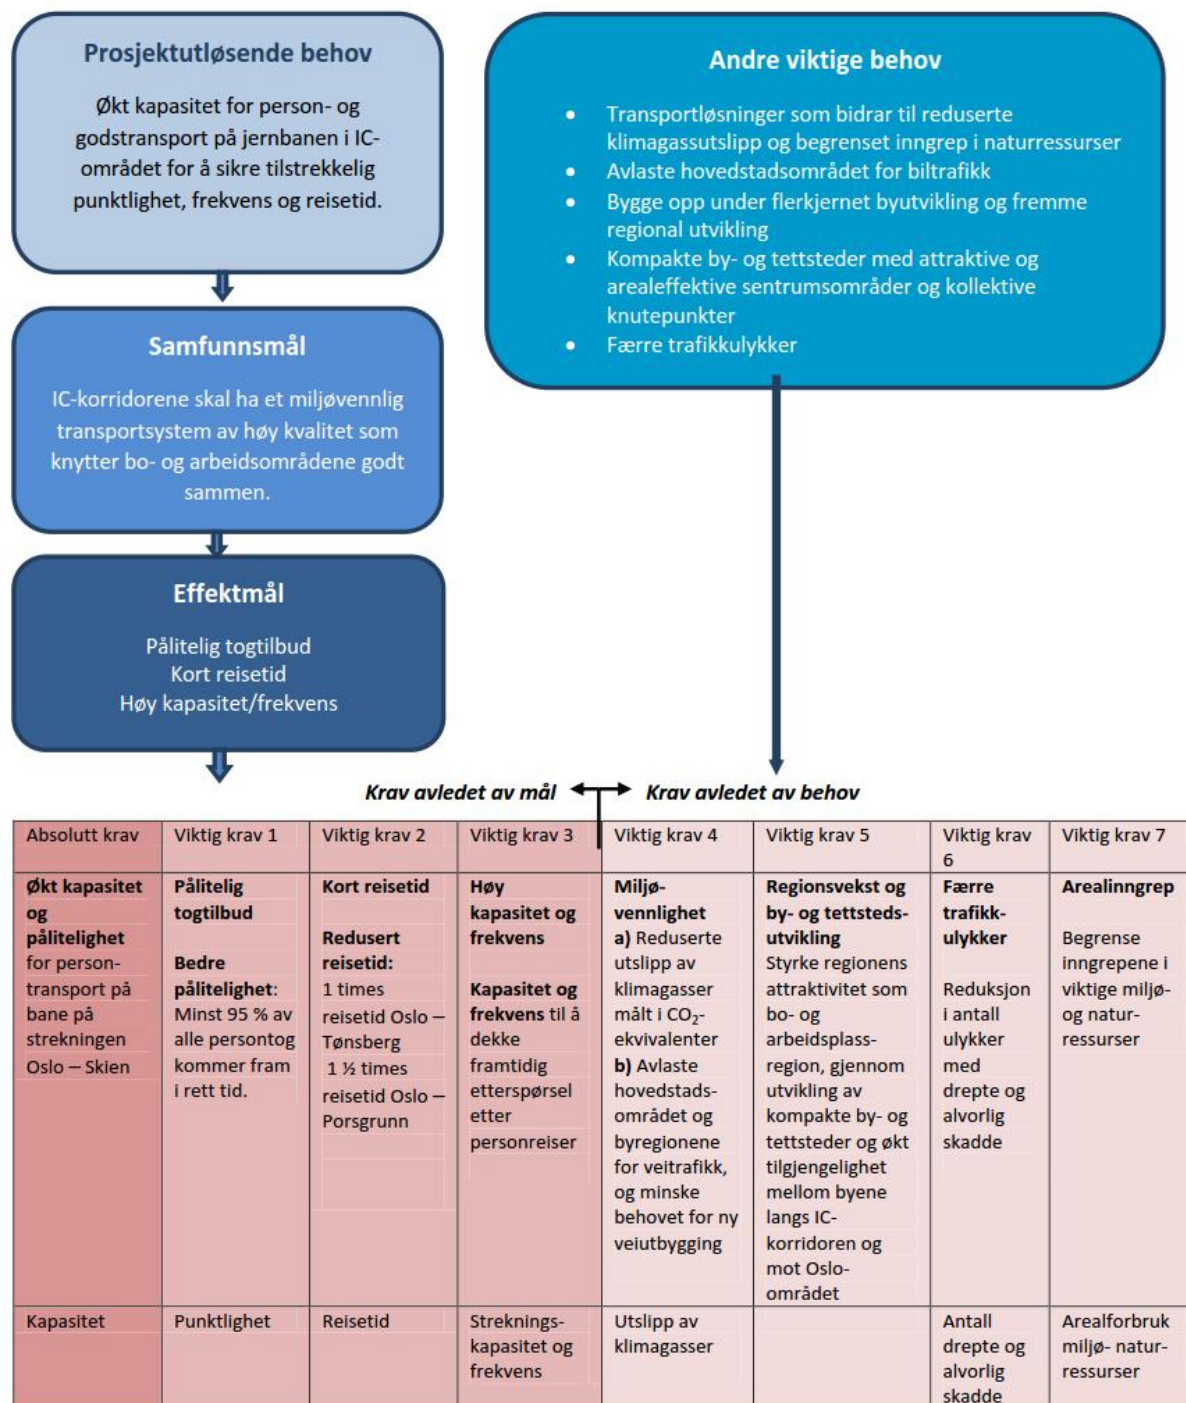 Prosjektutløsende behov
Økt kapasitet for person- og
godstransport på jernbanen i IC-
området for å sikre tilstrekkelig
punktlighet, frekvens og reisetid.
Andre viktige behov
• Transportløsninger som bidrar til reduserte
klimagassutslipp og begrenset inngrep i naturressurser
• Avlaste hovedstadsområdet for biltrafikk
• Bygge opp under flerkjernet byutvikling og fremme
regional utvikling
• Kompakte by- og tettsteder med attraktive og
arealeffektive sentrumsområder og kollektive
knutepunkter
• Færre trafikkulykker
Samfunnsmål
IC-korridorene skal ha et miljøvennlig
transportsystem av høy kvalitet som
knytter bo- og arbeidsområdene godt
sammen.
Effektmål
Pålitelig togtilbud
Kort reisetid
Høy kapasitet/frekvens
Krav avledet av mål
Krav avledet av behov
Absolutt krav
Viktig krav 1
Viktig krav 2
Viktig krav 3
Viktig krav 4
Viktig krav 5
Viktig krav
6
Viktig krav 7
Økt kapasitet
og
pålitelighet
for person-
transport på
bane på
strekningen
Oslo – Skien
Pålitelig
togtilbud
Bedre
pålitelighet:
Minst 95 % av
alle persontog
kommer fram
i rett tid.
Kort reisetid
Redusert
reisetid:
1 times
reisetid Oslo –
Tønsberg
1 ½ times
reisetid Oslo –
Porsgrunn
Høy
kapasitet og
frekvens
Kapasitet og
frekvens til å
dekke
framtidig
etterspørsel
etter
personreiser
Miljø-
vennlighet
a) Reduserte
utslipp av
klimagasser
målt i CO₂-
ekvivalenter
b) Avlaste
hovedstads-
området og
byregionene
for veitrafikk,
og minske
behovet for ny
veiutbygging
Regionsvekst og
by- og tettsteds-
utvikling
Styrke regionens
attraktivitet som
bo- og
arbeidsplass-
region, gjennom
utvikling av
kompakte by- og
tettsteder og økt
tilgjengelighet
mellom byene
langs IC-
korridoren og
mot Oslo-
området
Færre
trafikk-
ulykker
Reduksjon
i antall
ulykker
med
drepte og
alvorlig
skadde
Arealinngrep
Begrense
inngrepene i
viktige miljø-
og natur-
ressurser
Kapasitet
Punktlighet
Reisetid
Streknings-
kapasitet og
frekvens
Utslipp av
klimagasser
Antall
drepte og
alvorlig
skadde
Arealforbruk
miljø- natur-
ressurser